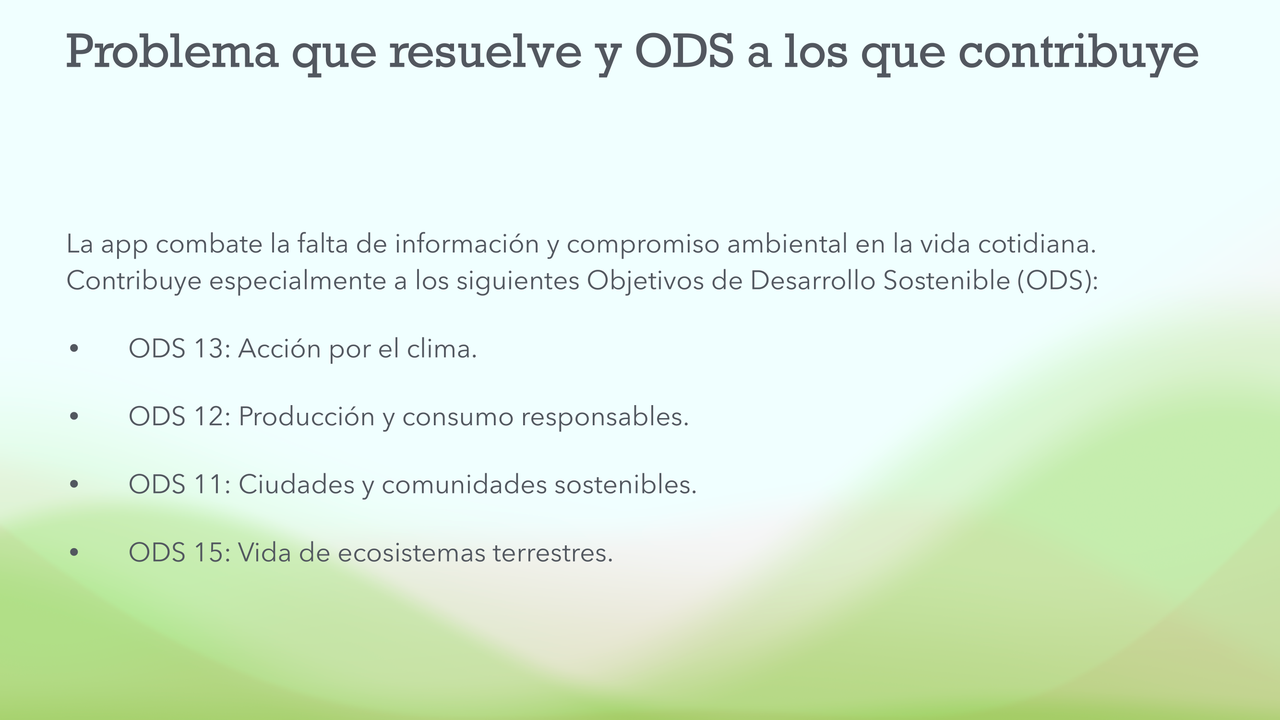 Problema que resuelve y ODS a los que contribuye
La app combate la falta de información y compromiso ambiental en la vida cotidiana.
Contribuye especialmente a los siguientes Objetivos de Desarrollo Sostenible (ODS):
• ODS 13: Acción por el clima.
• ODS 12: Producción y consumo responsables.
• ODS 11: Ciudades y comunidades sostenibles.
• ODS 15: Vida de ecosistemas terrestres.